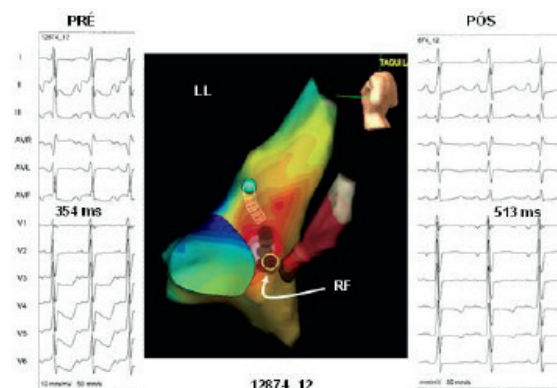 PRÉ
PÓS
12874_12
I
II
III
AVR
AVL
AVF
354 ms
V1
V2
V3
V4
V5
V6
LL
RF
513 ms
12874_12